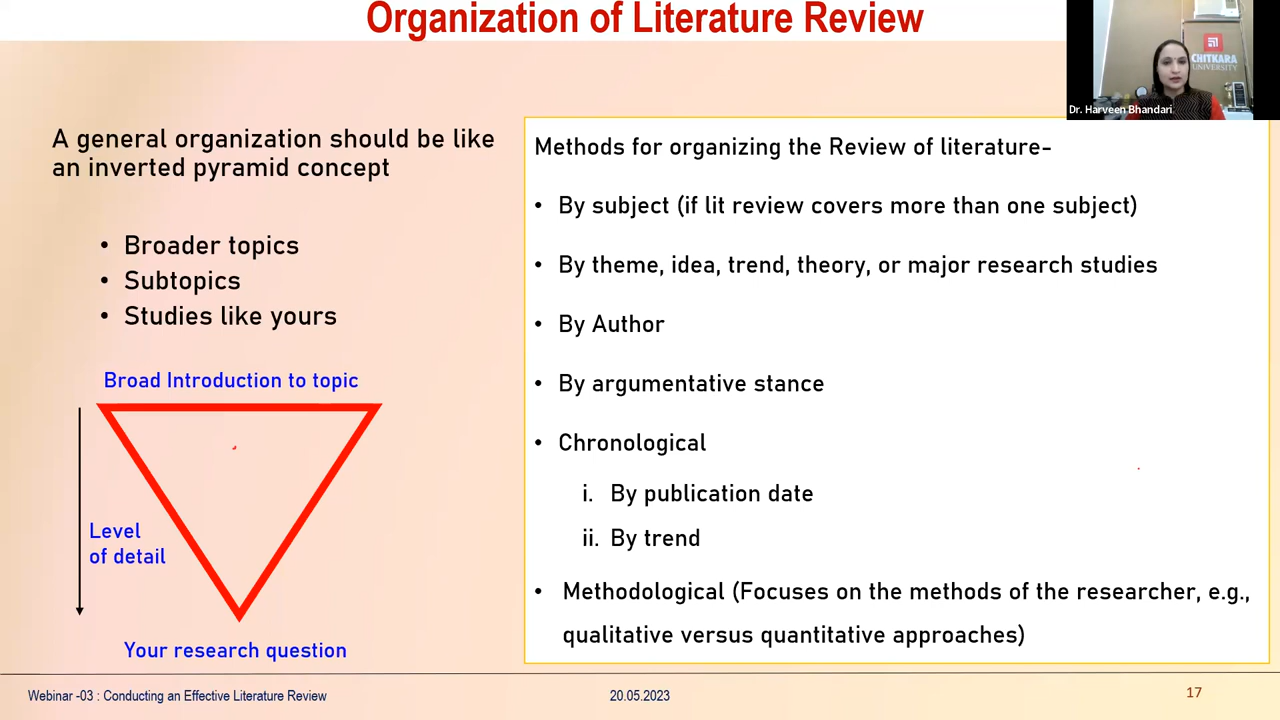 Organization of Literature Review
CHITKARA
UNIVERSITY
Dr. Harveen Bhandari
A general organization should be like
an inverted pyramid concept
• Broader topics
• Subtopics
• Studies like yours
Broad Introduction to topic
Level
of detail
Your research question
Methods for organizing the Review of literature-
• By subject (if lit review covers more than one subject)
• By theme, idea, trend, theory, or major research studies
• By Author
• By argumentative stance
• Chronological
i. By publication date
ii. By trend
• Methodological (Focuses on the methods of the researcher, e.g.,
qualitative versus quantitative approaches)
Webinar -03 : Conducting an Effective Literature Review
20.05.2023
17